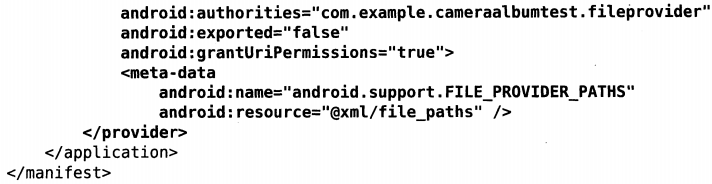 android:authorities="com.example.cameraalbumtest.fileprovider"
android:exported="false"
android:grantUriPermissions="true">
<meta-data
android:name="android.support.FILE_PROVIDER_PATHS"
android:resource="@xml/file_paths" />
</provider>
</application>
</manifest>